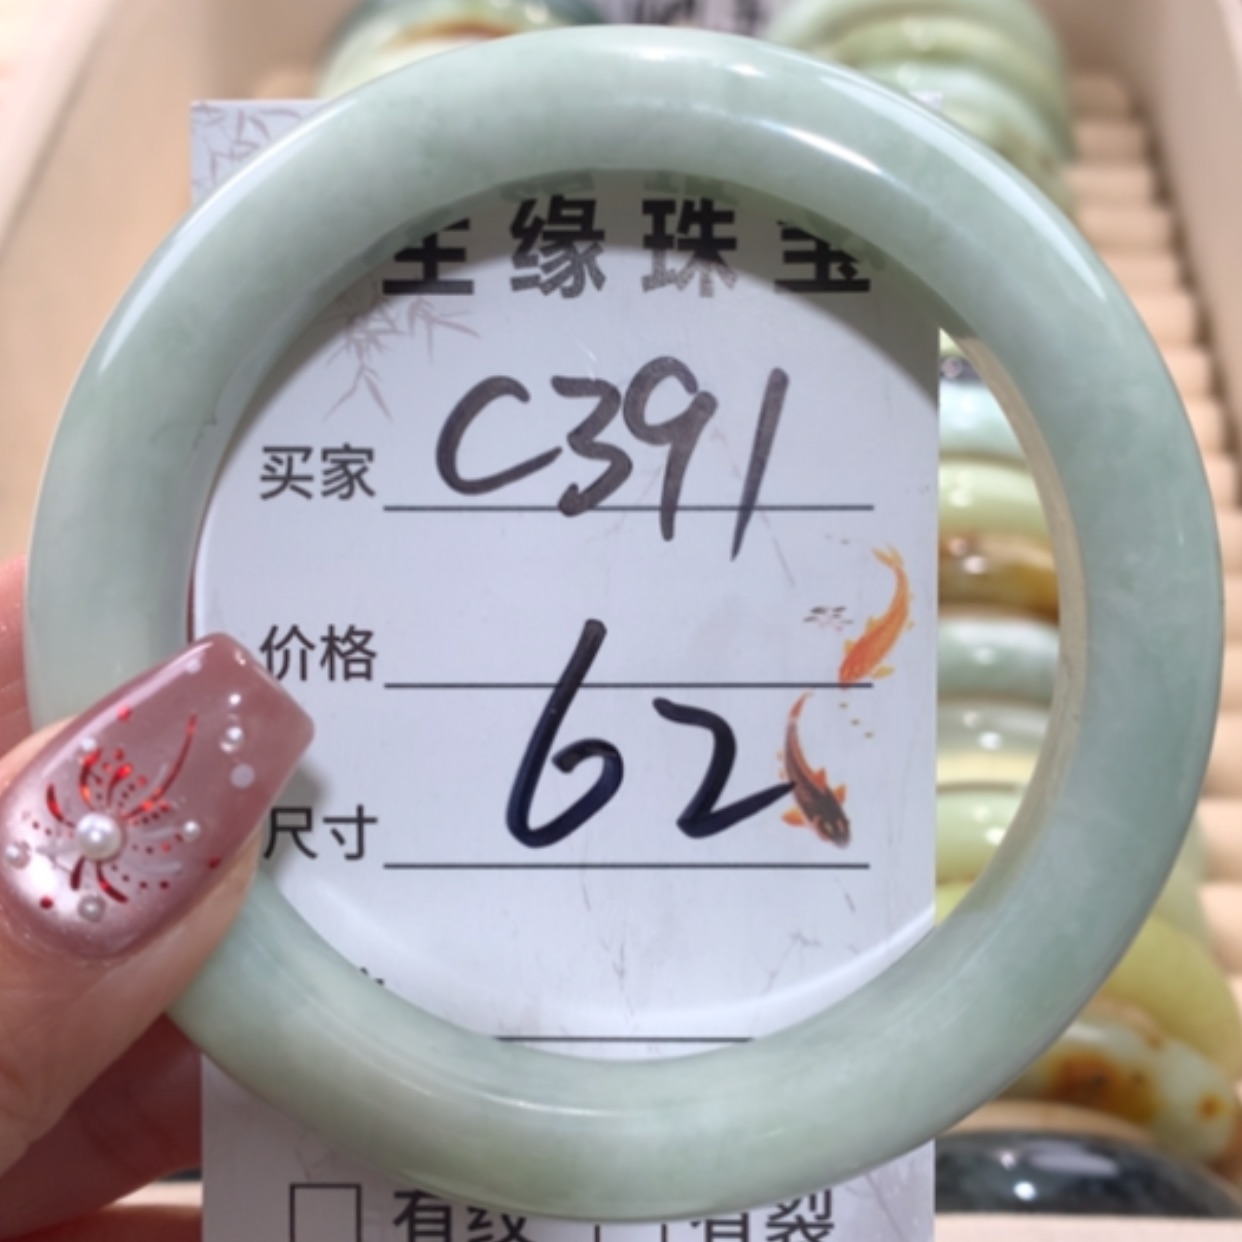 缘珠宝
买家 C391
价格
尺寸 62
有纹 有裂